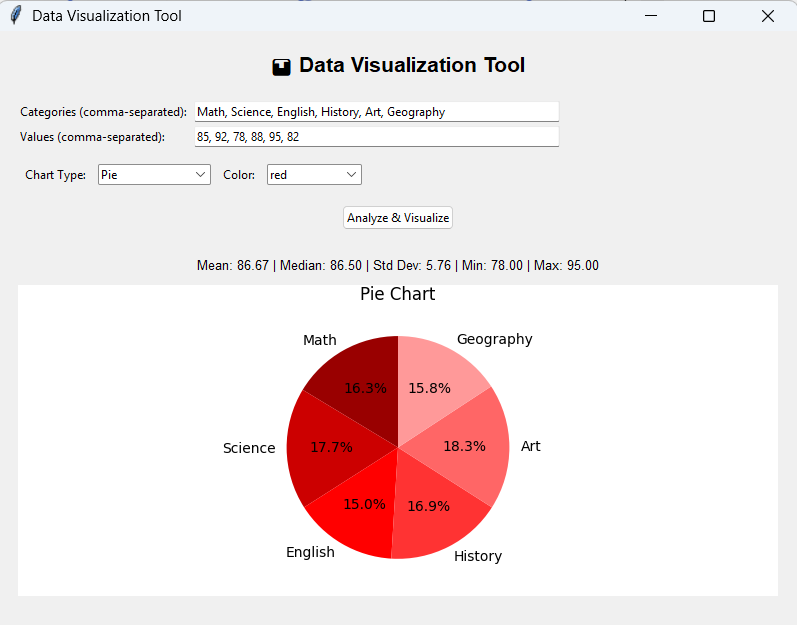 Data Visualization Tool
Data Visualization Tool
Categories (comma-separated): Math, Science, English, History, Art, Geography
Values (comma-separated): 85, 92, 78, 88, 95, 82
Chart Type: Pie Color: red
Analyze & Visualize
Mean: 86.67 | Median: 86.50 | Std Dev: 5.76 | Min: 78.00 | Max: 95.00
Pie Chart
Math Geography
16.3% 15.8%
Science 17.7% 18.3% Art
15.0% 16.9%
English History